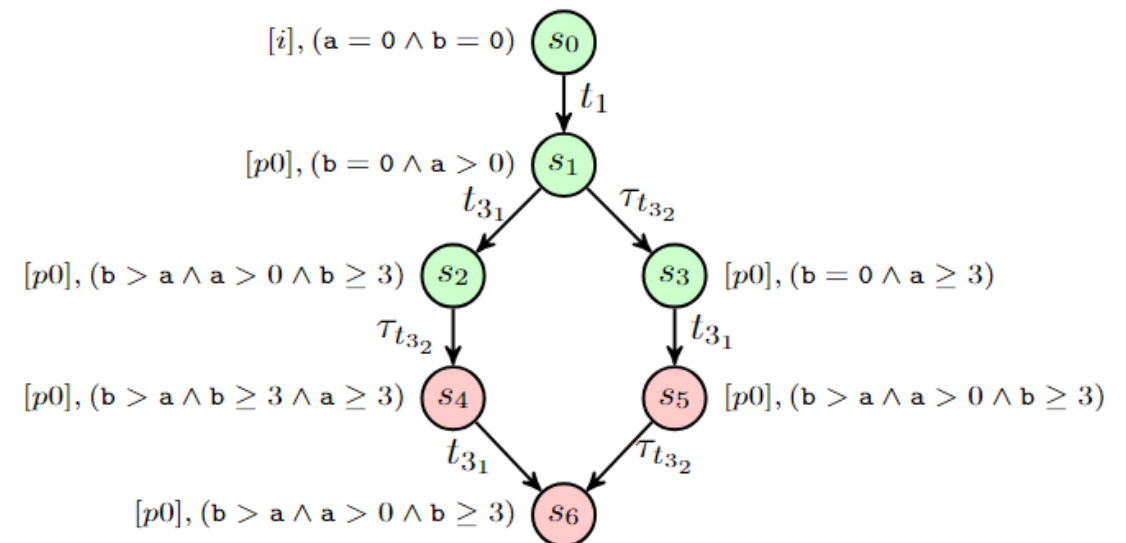 [i], (a = 0 ∧ b = 0) s₀
t₁
[p0], (b = 0 ∧ a > 0) s₁
t₃₁ τt₃₂
[p0], (b > a ∧ a > 0 ∧ b ≥ 3) s₂ s₃ [p0], (b = 0 ∧ a ≥ 3)
τt₃₂ t₃₁
[p0], (b > a ∧ b ≥ 3 ∧ a ≥ 3) s₄ s₅ [p0], (b > a ∧ a > 0 ∧ b ≥ 3)
t₃₁ τt₃₂
[p0], (b > a ∧ a > 0 ∧ b ≥ 3) s₆